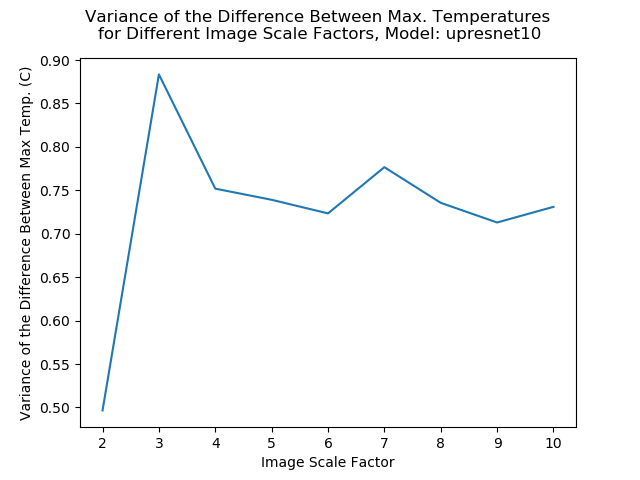 Variance of the Difference Between Max. Temperatures
for Different Image Scale Factors, Model: upresnet10
Variance of the Difference Between Max Temp. (C)
0.90
0.85
0.80
0.75
0.70
0.65
0.60
0.55
0.50
2 3 4 5 6 7 8 9 10
Image Scale Factor